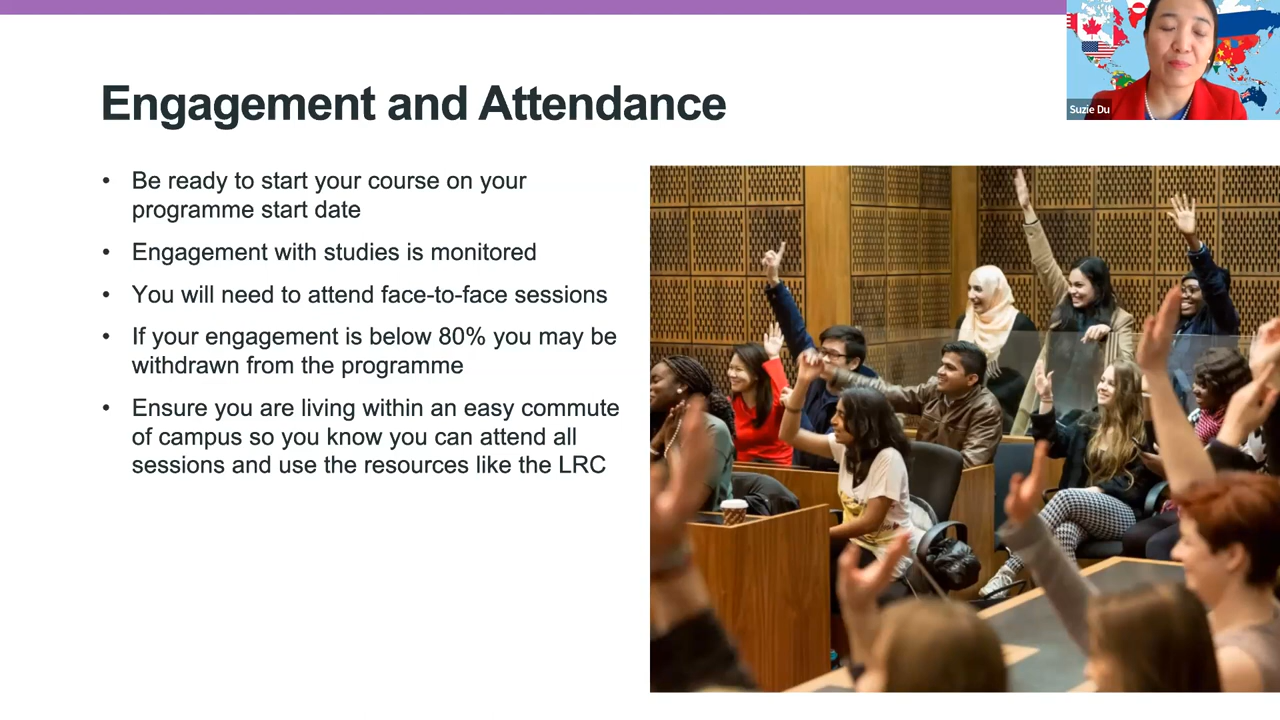 Engagement and Attendance
Suzie Du
• Be ready to start your course on your
programme start date
• Engagement with studies is monitored
• You will need to attend face-to-face sessions
• If your engagement is below 80% you may be
withdrawn from the programme
• Ensure you are living within an easy commute
of campus so you know you can attend all
sessions and use the resources like the LRC